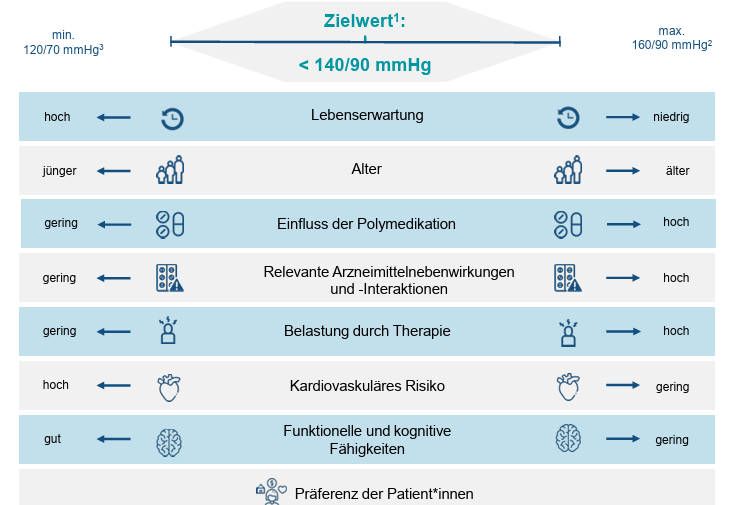 Zielwert¹:
min.
120/70 mmHg³
max.
160/90 mmHg²
< 140/90 mmHg
hoch Lebenserwartung niedrig
jünger Alter älter
gering Einfluss der Polymedikation hoch
gering Relevante Arzneimittelnebenwirkungen
und -Interaktionen hoch
gering Belastung durch Therapie hoch
hoch Kardiovaskuläres Risiko gering
gut Funktionelle und kognitive
Fähigkeiten gering
Präferenz der Patient*innen